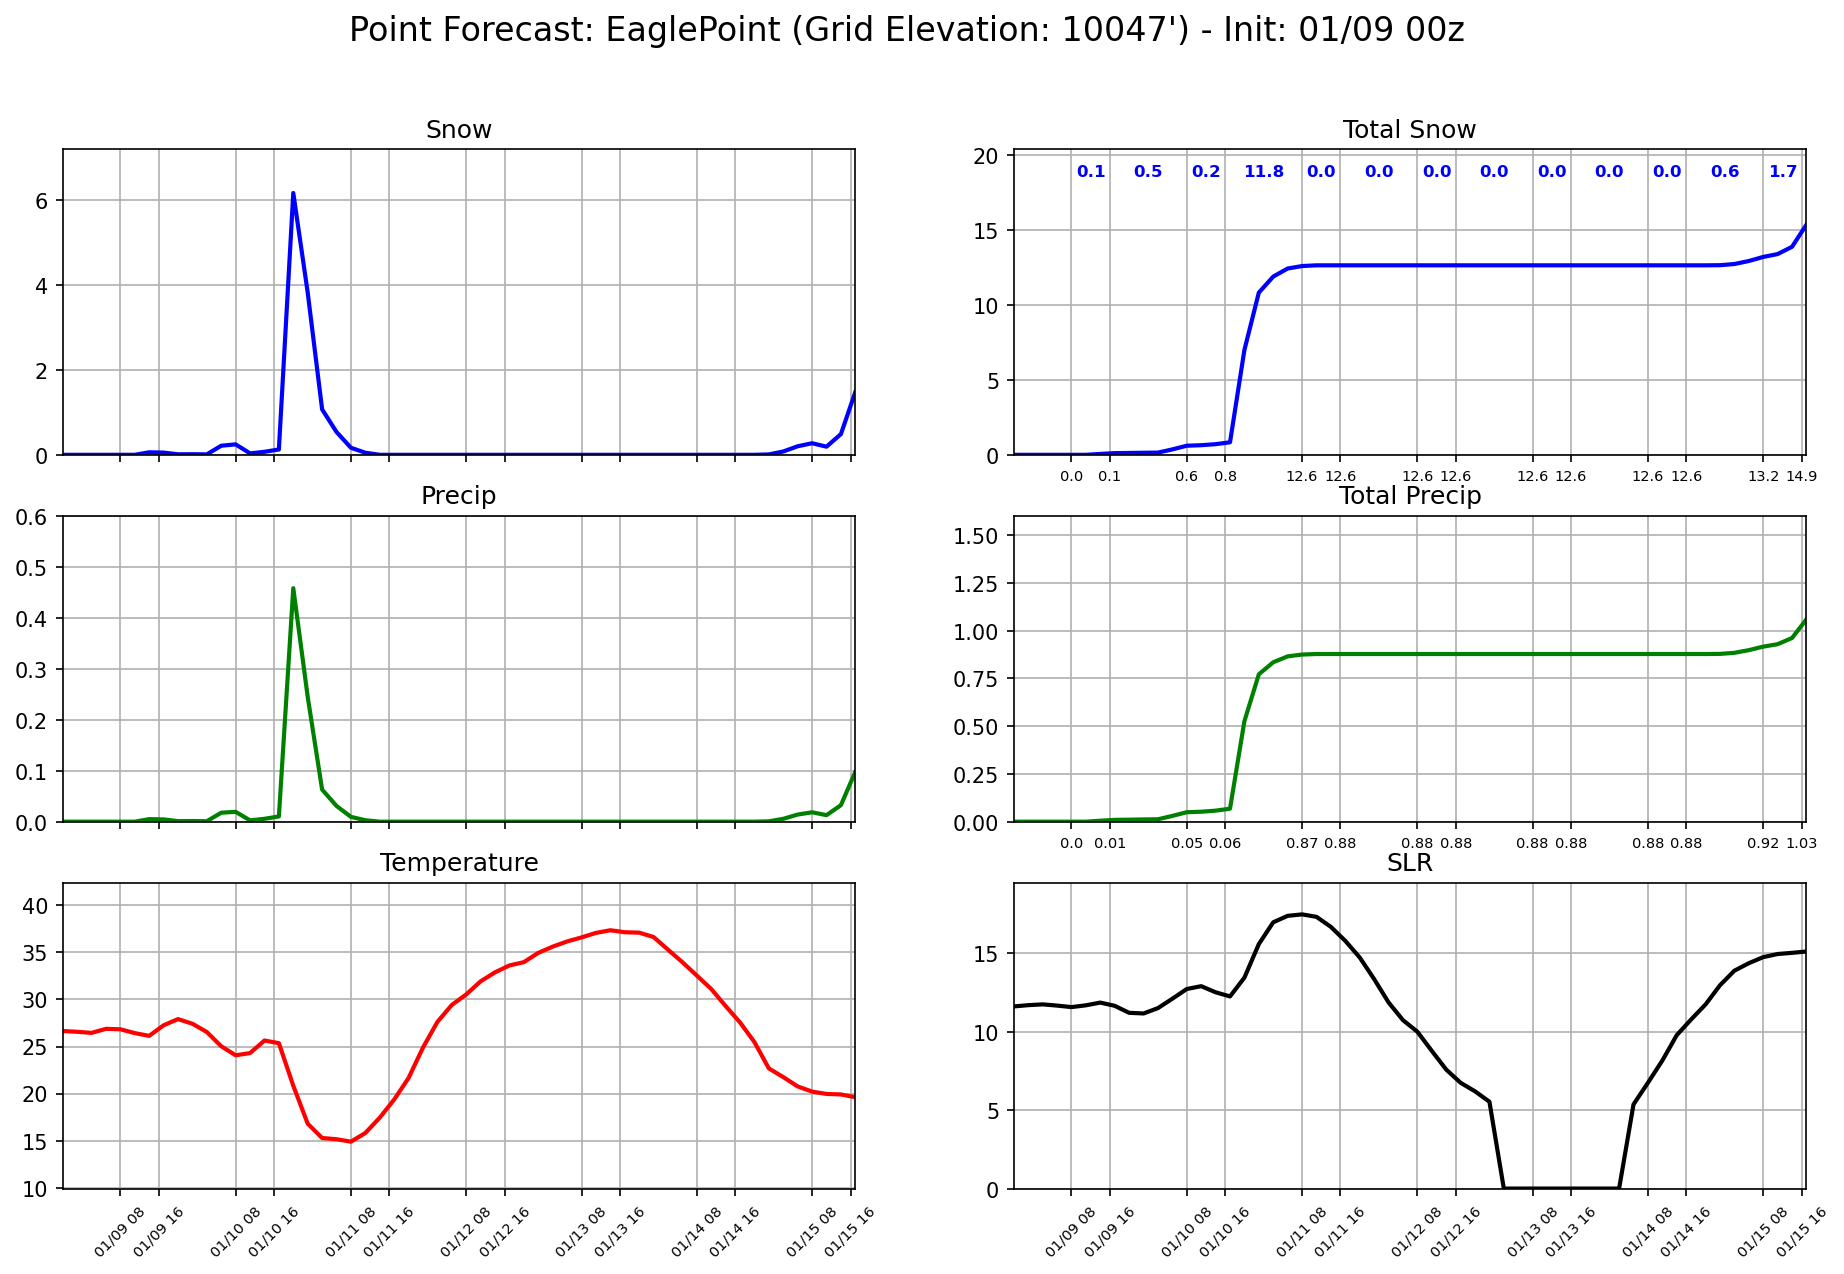 Point Forecast: EaglePoint (Grid Elevation: 10047') - Init: 01/09 00z
Snow
6
4
2
0
Total Snow
20
15
10
5
0
0.1 0.5 0.2 11.8 0.0 0.0 0.0 0.0 0.0 0.0 0.0 0.6 1.7
0.0 0.1 0.6 0.8 12.6 12.6 12.6 12.6 12.6 12.6 12.6 12.6 13.2 14.9
Precip
0.6
0.5
0.4
0.3
0.2
0.1
0.0
Total Precip
1.50
1.25
1.00
0.75
0.50
0.25
0.00
0.0 0.01 0.05 0.06 0.87 0.88 0.88 0.88 0.88 0.88 0.88 0.88 0.92 1.03
Temperature
40
35
30
25
20
15
10
01/09 08 01/09 16 01/10 08 01/10 16 01/11 08 01/11 16 01/12 08 01/12 16 01/13 08 01/13 16 01/14 08 01/14 16 01/15 08 01/15 16
SLR
15
10
5
0
01/09 08 01/09 16 01/10 08 01/10 16 01/11 08 01/11 16 01/12 08 01/12 16 01/13 08 01/13 16 01/14 08 01/14 16 01/15 08 01/15 16